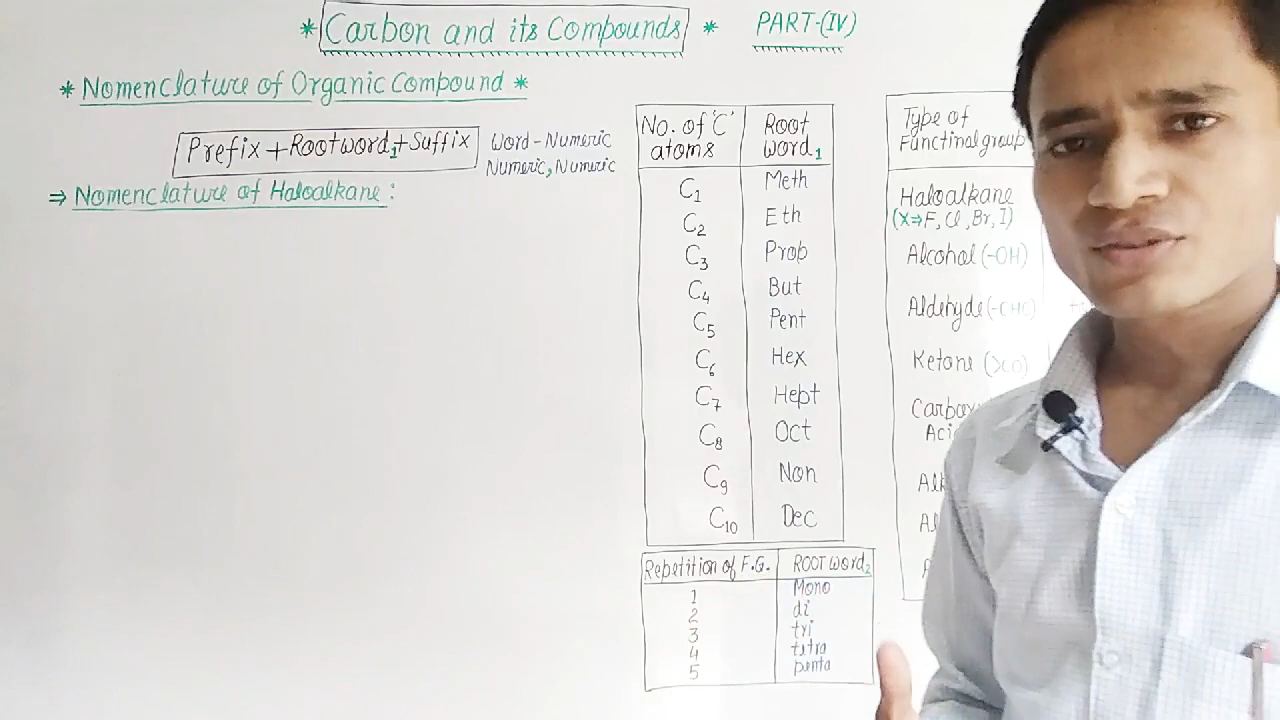 * Carbon and its Compounds * PART-(IV)
* Nomenclature of Organic Compound *
Prefix + Rootword1 + Suffix
Word - Numeric
Numeric, Numeric
⇒ Nomenclature of Haloalkane :
No. of 'C' atoms Root word1
C1 Meth
C2 Eth
C3 Prop
C4 But
C5 Pent
C6 Hex
C7 Hept
C8 Oct
C9 Non
C10 Dec
Repetition of F.G. ROOT word2
1 Mono
2 di
3 tri
4 tetra
5 penta
Type of
Functinal group
Haloalkane
(X⇒F, Cl, Br, I)
Alcohal (-OH)
Aldehyde (-CHO)
Ketone (>CO)